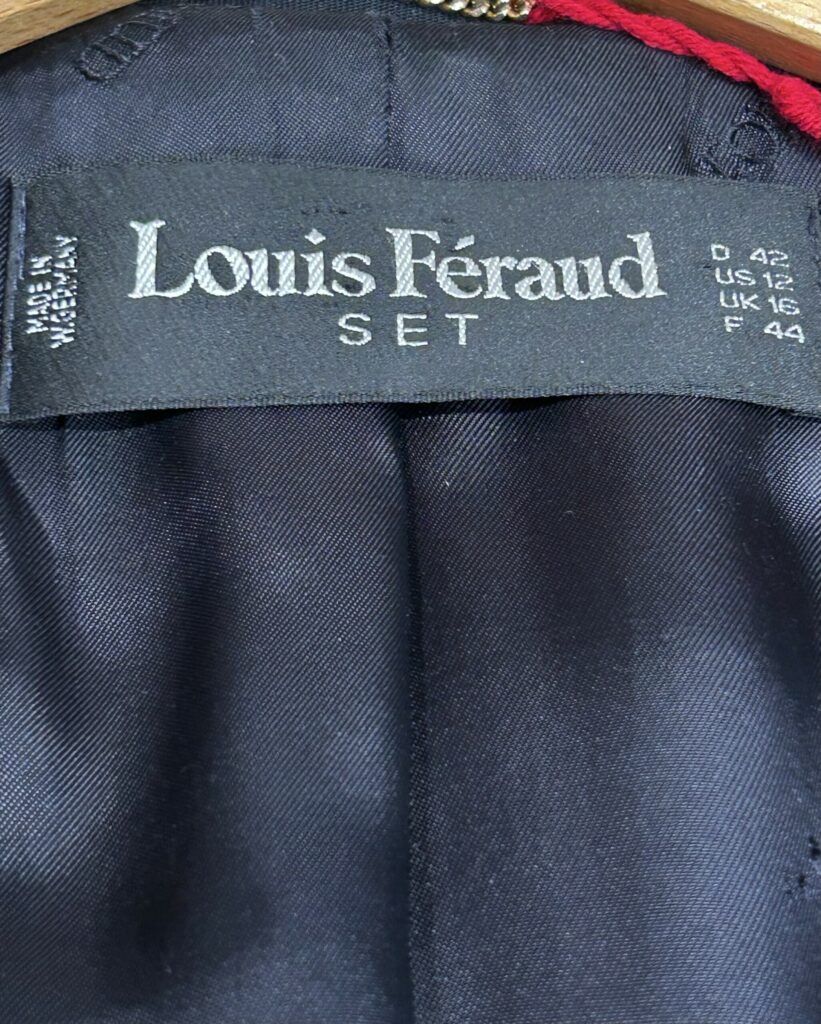 MADE IN
W.GERMANY
Louis Féraud
SET
D 42
US 12
UK 16
F 44